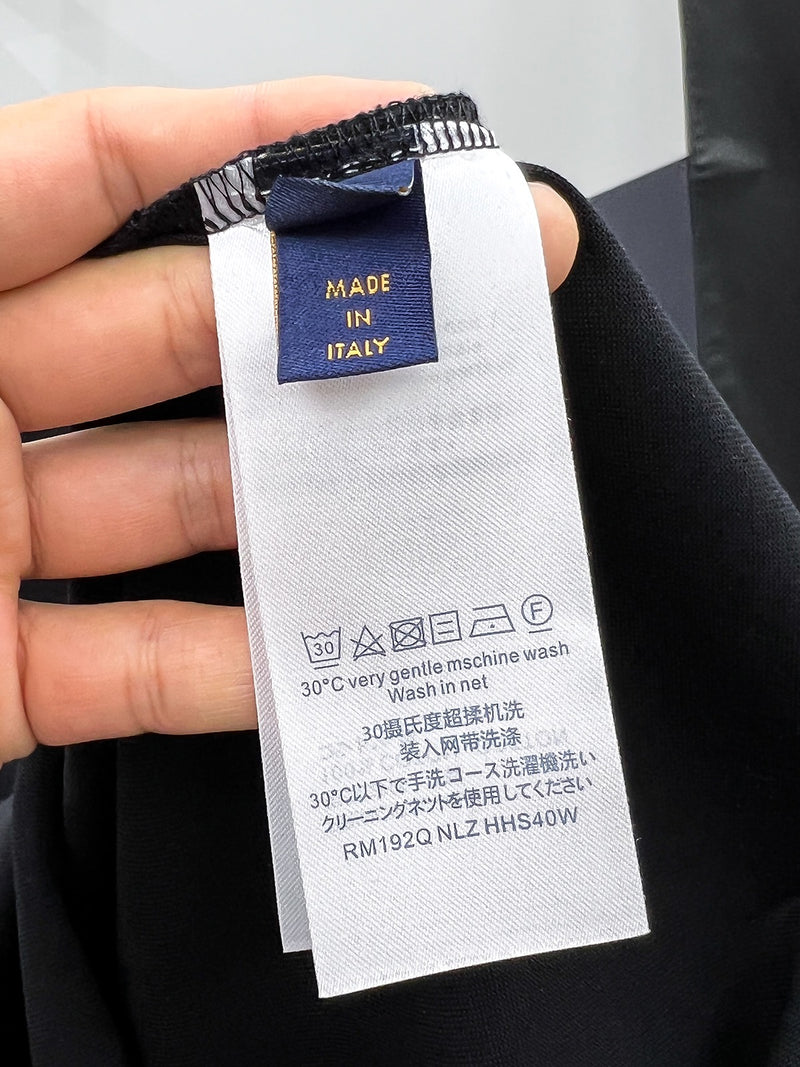 MADE
IN
ITALY
30
F
30°C very gentle mschine wash
Wash in net
30摄氏度超揉机洗
装入网带洗涤
30°C以下で手洗コース洗濯機洗い
クリーニングネットを使用してください
RM192Q NLZ HHS40W